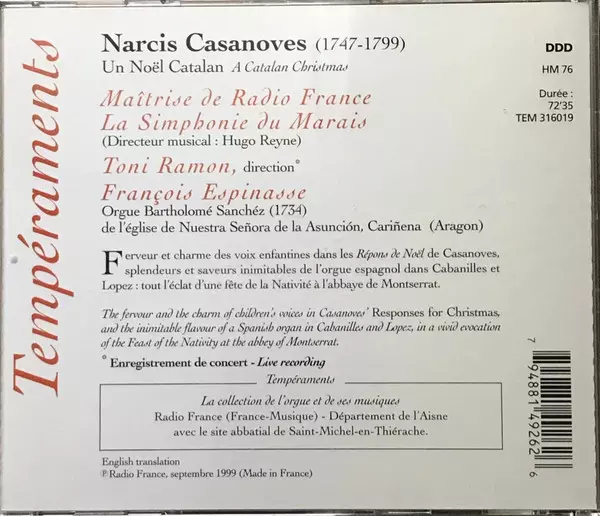 Tempéraments
Narcis Casanoves (1747-1799)
Un Noël Catalan A Catalan Christmas
Maîtrise de Radio France
La Simphonie du Marais
(Directeur musical : Hugo Reyne)
Toni Ramon, direction*
François Espinasse
Orgue Bartholomé Sanchéz (1734)
de l'église de Nuestra Señora de la Asunción, Cariñena (Aragon)
DDD
HM 76
Durée :
72'35
TEM 316019
Ferveur et charme des voix enfantines dans les Répons de Noël de Casanoves,
splendeurs et saveurs inimitables de l'orgue espagnol dans Cabanilles et
Lopez : tout l'éclat d'une fête de la Nativité à l'abbaye de Montserrat.
The fervour and the charm of children's voices in Casanoves' Responses for Christmas,
and the inimitable flavour of a Spanish organ in Cabanilles and Lopez, in a vivid evocation
of the Feast of the Nativity at the abbey of Montserrat.
* Enregistrement de concert - Live recording
Tempéraments
La collection de l'orgue et de ses musiques
Radio France (France-Musique) - Département de l'Aisne
avec le site abbatial de Saint-Michel-en-Thiérache.
English translation
℗ Radio France, septembre 1999 (Made in France)
7 94881 49262 6